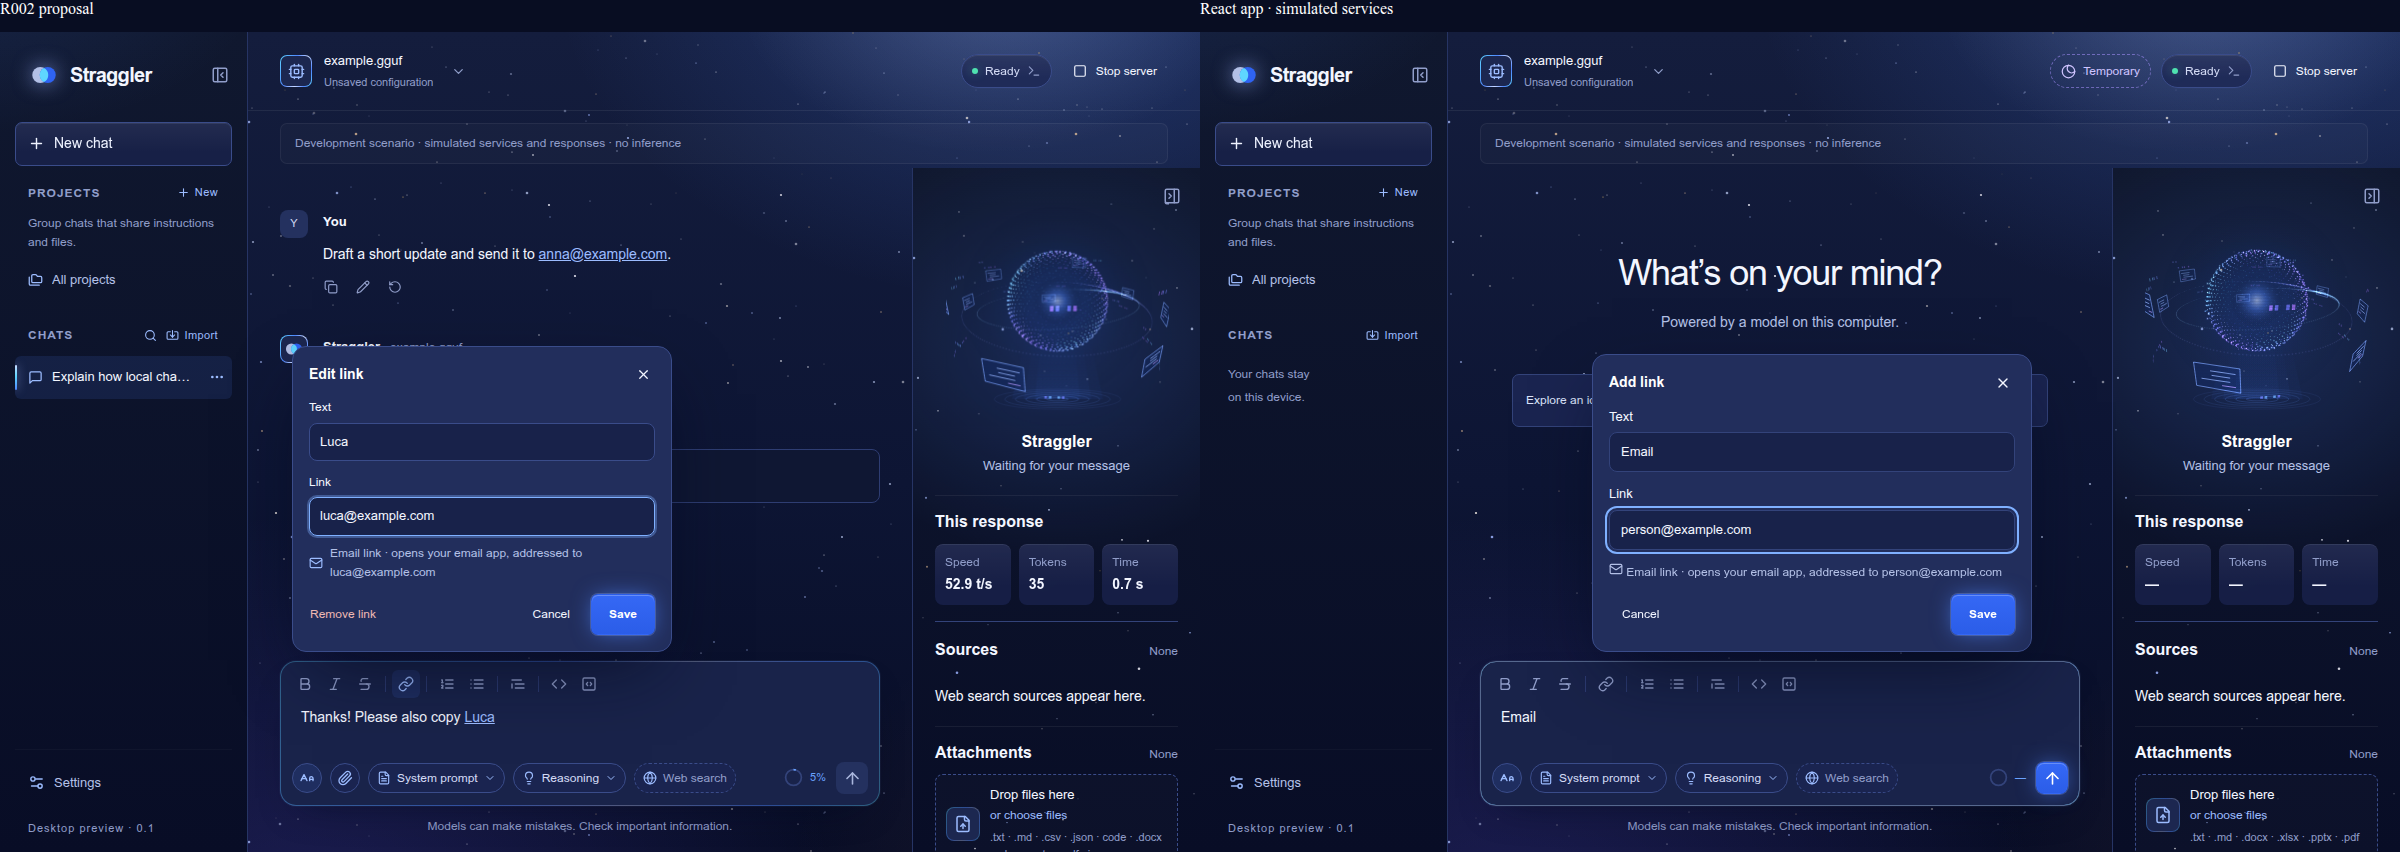 R002 proposal
Straggler
New chat
PROJECTS
New
Group chats that share instructions
and files.
All projects
CHATS
Import
Explain how local cha...
Settings
Desktop preview · 0.1
example.gguf
Unsaved configuration
Ready
Stop server
Development scenario · simulated services and responses · no inference
Y
You
Draft a short update and send it to anna@example.com.
Edit link
Text
Luca
Link
luca@example.com
Email link · opens your email app, addressed to
luca@example.com
Remove link
Cancel
Save
Thanks! Please also copy Luca
System prompt
Reasoning
Web search
5%
Models can make mistakes. Check important information.
Straggler
Waiting for your message
This response
Speed
52.9 t/s
Tokens
35
Time
0.7 s
Sources
None
Web search sources appear here.
Attachments
None
Drop files here
or choose files
.txt · .md · .csv · .json · code · .docx
React app · simulated services
Straggler
New chat
PROJECTS
New
Group chats that share instructions
and files.
All projects
CHATS
Import
Your chats stay
on this device.
Settings
Desktop preview · 0.1
example.gguf
Unsaved configuration
Temporary
Ready
Stop server
Development scenario · simulated services and responses · no inference
What's on your mind?
Powered by a model on this computer.
Explore an
Add link
Text
Email
Link
person@example.com
Email link · opens your email app, addressed to person@example.com
Cancel
Save
Email
System prompt
Reasoning
Web search
—
Models can make mistakes. Check important information.
Straggler
Waiting for your message
This response
Speed
—
Tokens
—
Time
—
Sources
None
Web search sources appear here.
Attachments
None
Drop files here
or choose files
.txt · .md · .docx · .xlsx · .pptx · .pdf